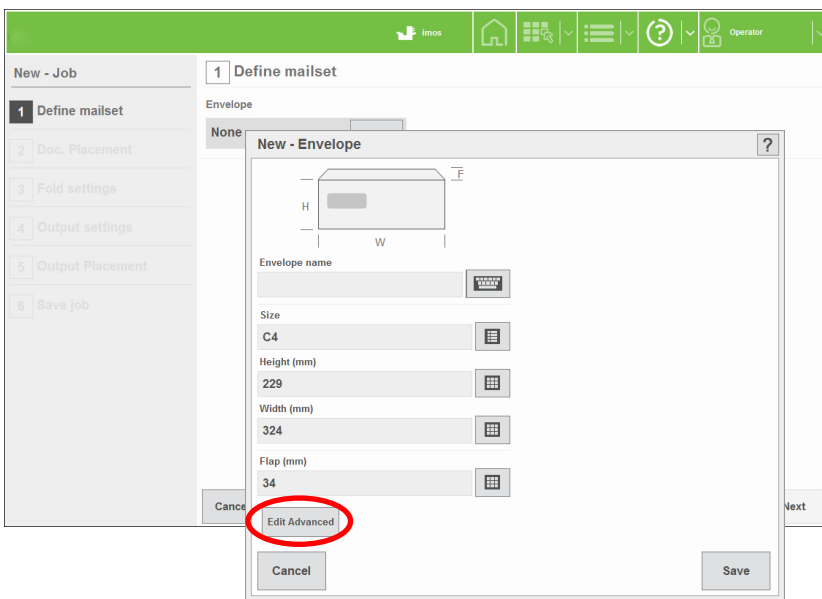 imos
Operator
New - Job
1 Define mailset
1 Define mailset
2 Doc. Placement
3 Fold settings
4 Output settings
5 Output Placement
6 Save job
Envelope
None
New - Envelope
?
F
H
W
Envelope name
Size
C4
Height (mm)
229
Width (mm)
324
Flap (mm)
34
Edit Advanced
Cancel
Save
Cance
Next